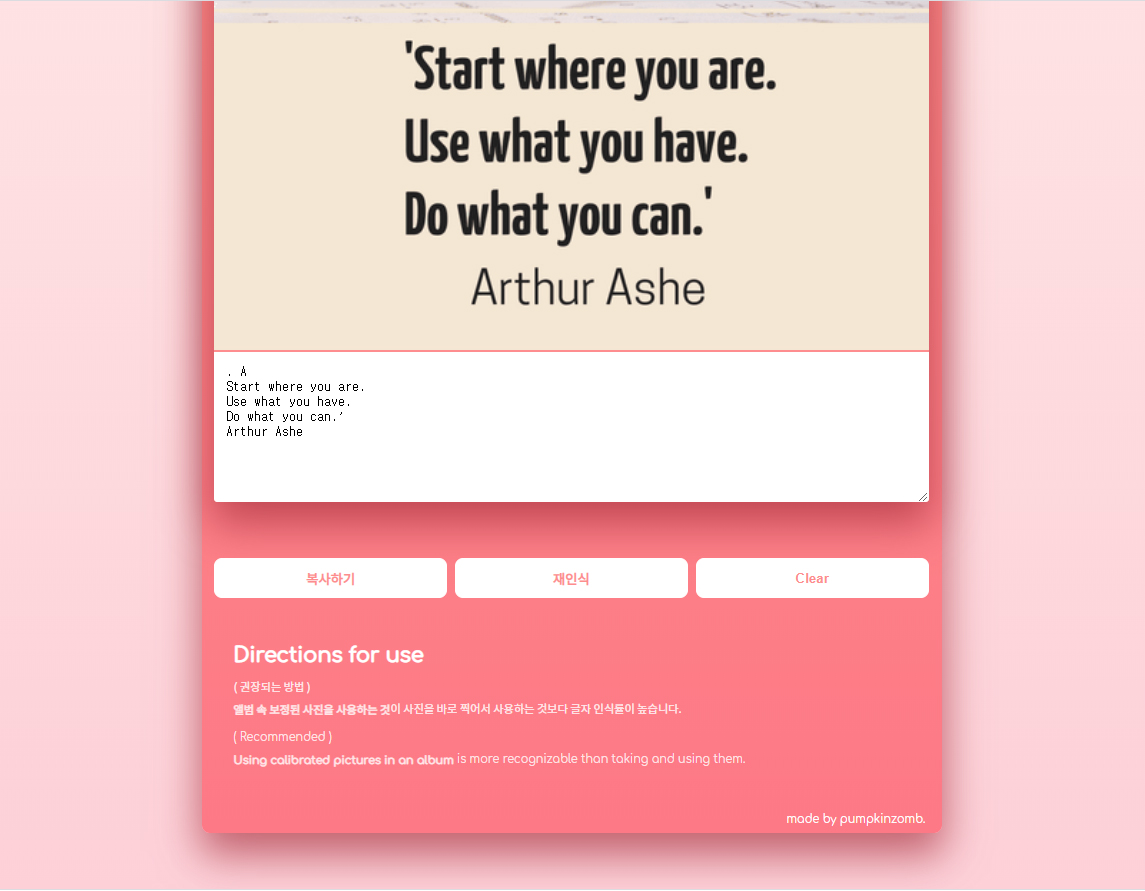 'Start where you are.
Use what you have.
Do what you can.'
Arthur Ashe
. A
Start where you are.
Use what you have.
Do what you can.’
Arthur Ashe
복사하기
재인식
Clear
Directions for use
( 권장되는 방법 )
앨범 속 보정된 사진을 사용하는 것이 사진을 바로 찍어서 사용하는 것보다 글자 인식률이 높습니다.
( Recommended )
Using calibrated pictures in an album is more recognizable than taking and using them.
made by pumpkinzomb.